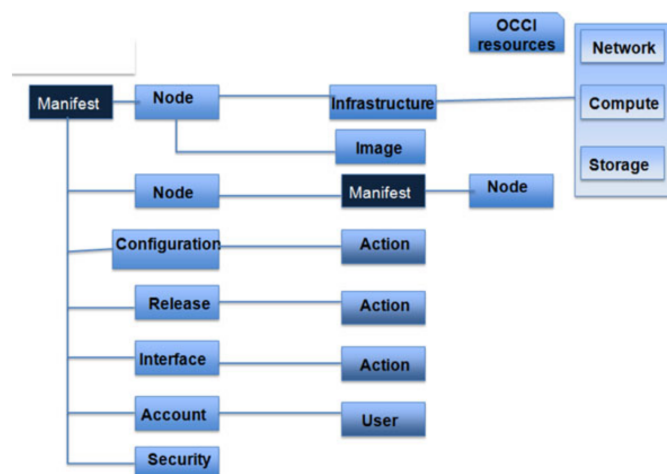 OCCI
resources
Network
Manifest
Node
Infrastructure
Compute
Image
Storage
Node
Manifest
Node
Configuration
Action
Release
Action
Interface
Action
Account
User
Security